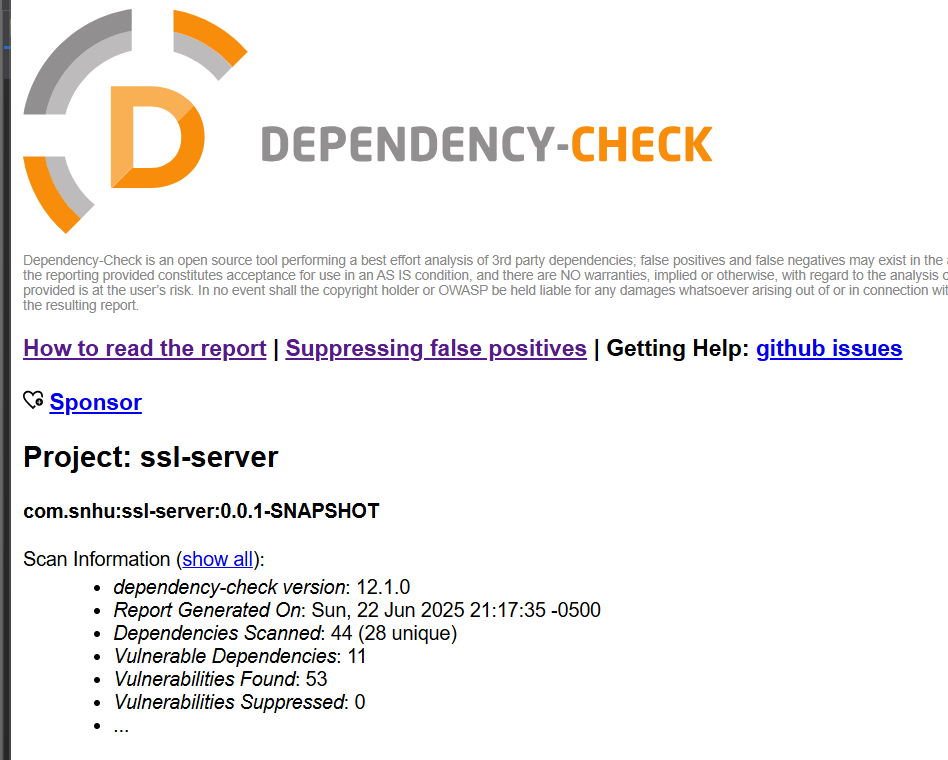 DEPENDENCY-CHECK
Dependency-Check is an open source tool performing a best effort analysis of 3rd party dependencies; false positives and false negatives may exist in the
the reporting provided constitutes acceptance for use in an AS IS condition, and there are NO warranties, implied or otherwise, with regard to the analysis
provided is at the user's risk. In no event shall the copyright holder or OWASP be held liable for any damages whatsoever arising out of or in connection
the resulting report.
How to read the report | Suppressing false positives | Getting Help: github issues
Sponsor
Project: ssl-server
com.snhu:ssl-server:0.0.1-SNAPSHOT
Scan Information (show all):
• dependency-check version: 12.1.0
• Report Generated On: Sun, 22 Jun 2025 21:17:35 -0500
• Dependencies Scanned: 44 (28 unique)
• Vulnerable Dependencies: 11
• Vulnerabilities Found: 53
• Vulnerabilities Suppressed: 0
• ...